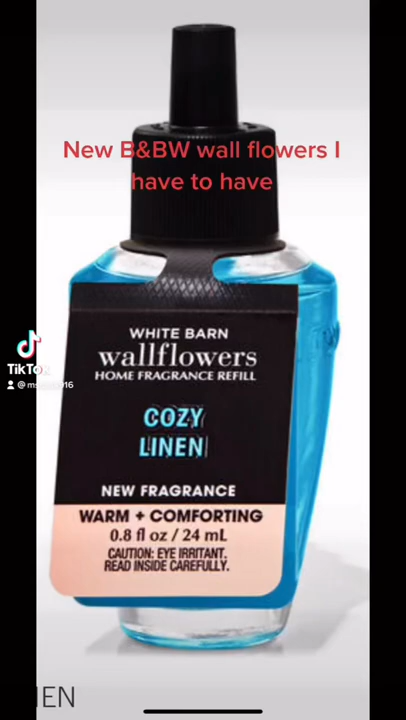 New B&BW wall flowers I
have to have
WHITE BARN
wallflowers
HOME FRAGRANCE REFILL
COZY
LINEN
NEW FRAGRANCE
WARM + COMFORTING
0.8 fl oz / 24 mL
CAUTION: EYE IRRITANT.
READ INSIDE CAREFULLY.
TikTok